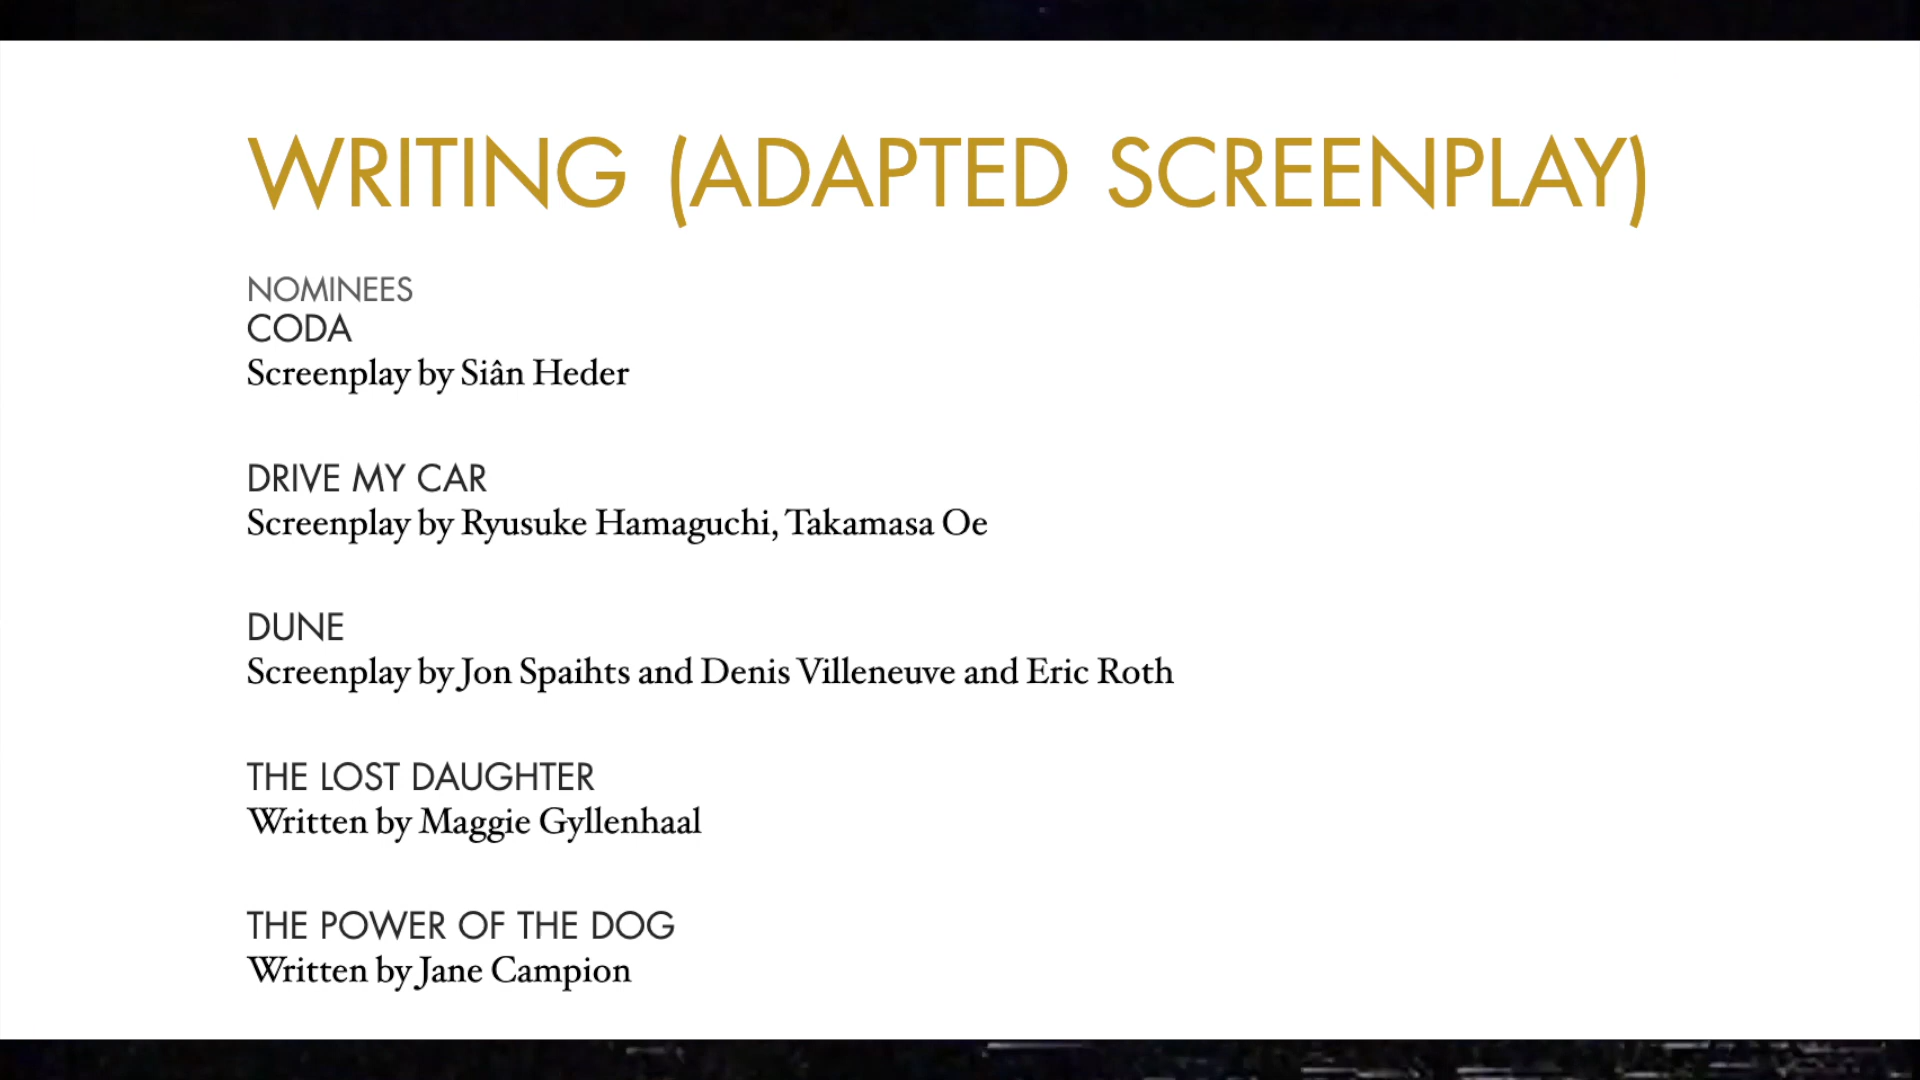 WRITING (ADAPTED SCREENPLAY)
NOMINEES
CODA
Screenplay by Siân Heder
DRIVE MY CAR
Screenplay by Ryusuke Hamaguchi, Takamasa Oe
DUNE
Screenplay by Jon Spaihts and Denis Villeneuve and Eric Roth
THE LOST DAUGHTER
Written by Maggie Gyllenhaal
THE POWER OF THE DOG
Written by Jane Campion